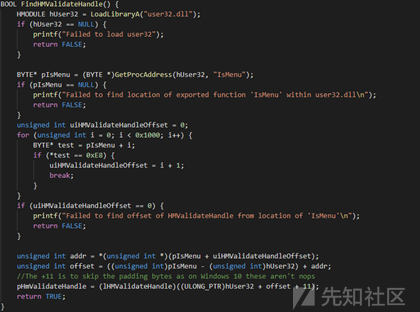 BOOL FindHMValidateHandle() {
HMODULE hUser32 = LoadLibraryA("user32.dll");
if (hUser32 == NULL) {
printf("Failed to load user32");
return FALSE;
}
BYTE* pIsMenu = (BYTE *)GetProcAddress(hUser32, "IsMenu");
if (pIsMenu == NULL) {
printf("Failed to find location of exported function 'IsMenu' within user32.dll\n");
return FALSE;
}
unsigned int uiHMValidateHandleOffset = 0;
for (unsigned int i = 0; i < 0x1000; i++) {
BYTE* test = pIsMenu + i;
if (*test == 0xE8) {
uiHMValidateHandleOffset = i + 1;
break;
}
}
if (uiHMValidateHandleOffset == 0) {
printf("Failed to find offset of HMValidateHandle from location of 'IsMenu'\n");
return FALSE;
}
unsigned int addr = *(unsigned int *)(pIsMenu + uiHMValidateHandleOffset);
unsigned int offset = ((unsigned int)pIsMenu - (unsigned int)hUser32) + addr;
//The +11 is to skip the padding bytes as on Windows 10 these aren't nops
pHmValidateHandle = (lHMValidateHandle)((ULONG_PTR)hUser32 + offset + 11);
return TRUE;
}
先知社区